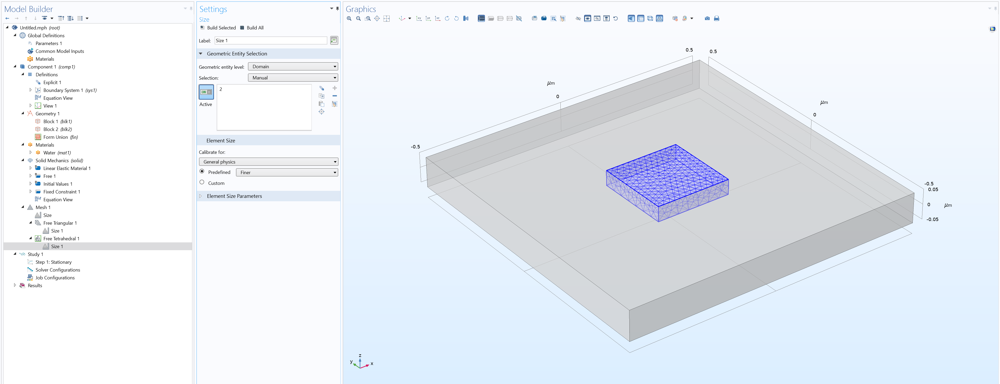 Model Builder
Untitled.mph (root)
Global Definitions
Pi Parameters 1
Common Model Inputs
Materials
Component 1 (comp1)
Definitions
Explicit 1
Boundary System 1 (sys1)
Equation View
View 1
Geometry 1
Block 1 (blk1)
Block 2 (blk2)
Form Union (fin)
Materials
Water (mat1)
Solid Mechanics (solid)
D Linear Elastic Material 1
D Free 1
D Initial Values 1
Fixed Constraint 1
Equation View
Mesh 1
Size
Free Triangular 1
Size 1
Free Tetrahedral 1
Size 1
Study 1
Step 1: Stationary
Solver Configurations
Job Configurations
Results
Settings
Size
Build Selected Build All
Label: Size 1
Geometric Entity Selection
Geometric entity level: Domain
Selection: Manual
ON
Active
2
Element Size
Calibrate for:
General physics
Predefined Finer
Custom
Element Size Parameters
Graphics
xy yz xz
0.5 0.5
μm
0
μm
0
-0.5
-0.5
0.05
0 μm
-0.05
z
y x